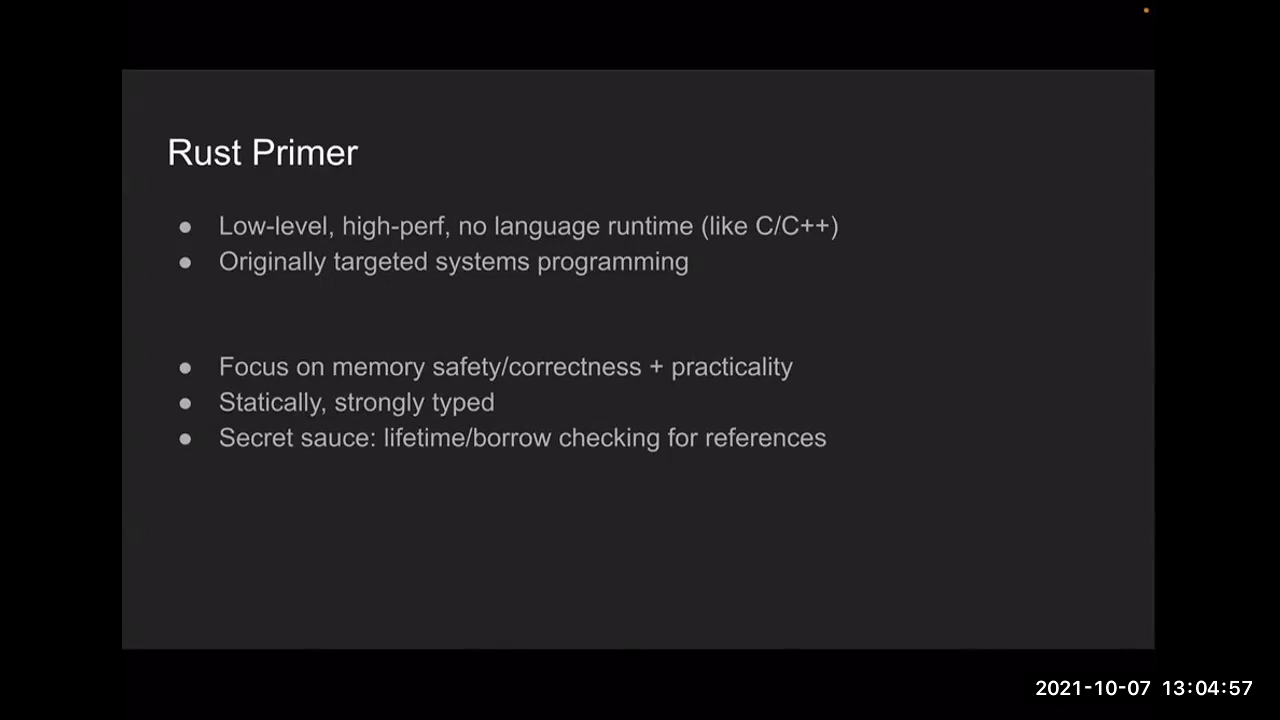 Rust Primer
● Low-level, high-perf, no language runtime (like C/C++)
● Originally targeted systems programming
● Focus on memory safety/correctness + practicality
● Statically, strongly typed
● Secret sauce: lifetime/borrow checking for references
2021-10-07 13:04:57